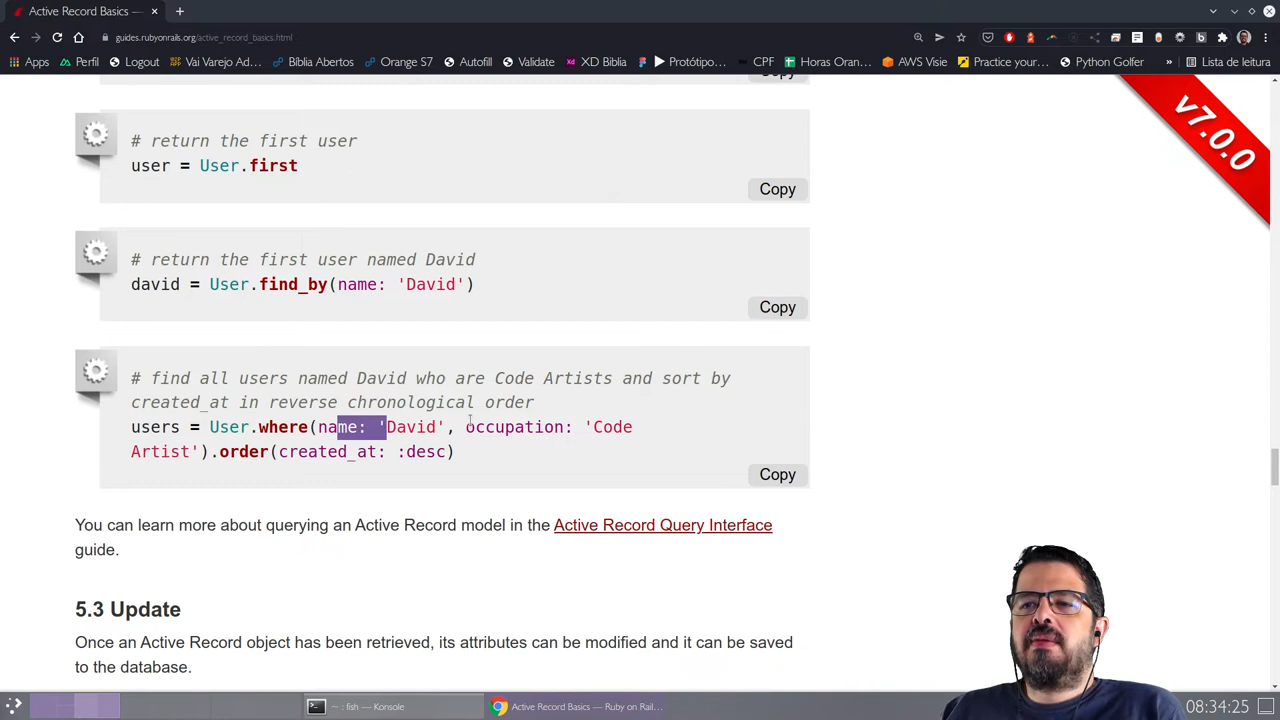 Active Record Basics —
guides.rubyonrails.org/active_record_basics.html
Apps
Perfil
Logout
Vai Varejo Ad...
Bíblia Abertos
Orange S7
Autofill
Validate
XD Biblia
Protótipo...
CPF
Horas Oran...
AWS Visie
Practice your...
Python Golfer
»
Lista de leitura
Copy
v7.0.0
# return the first user
user = User.first
Copy
# return the first user named David
david = User.find_by(name: 'David')
Copy
# find all users named David who are Code Artists and sort by
created_at in reverse chronological order
users = User.where(name: 'David', occupation: 'Code
Artist').order(created_at: :desc)
Copy
You can learn more about querying an Active Record model in the Active Record Query Interface
guide.
5.3 Update
Once an Active Record object has been retrieved, its attributes can be modified and it can be saved
to the database.
~ : fish — Konsole
Active Record Basics — Ruby on Rail...
08:34:25